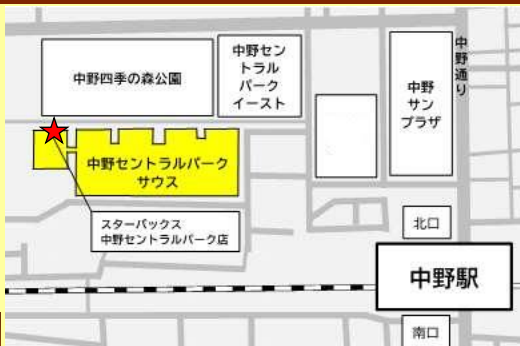 中野四季の森公園
中野セン
トラル
パーク
イースト
中野
サン
プラザ
中野通り
中野セントラルパーク
サウス
スターバックス
中野セントラルパーク店
北口
中野駅
南口